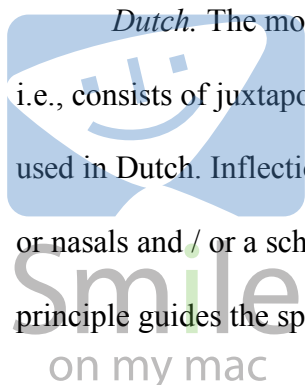 Dutch. The mo
i.e., consists of juxtapo
used in Dutch. Inflectio
or nasals and / or a sch
Smile
principle guides the sp
on my mac